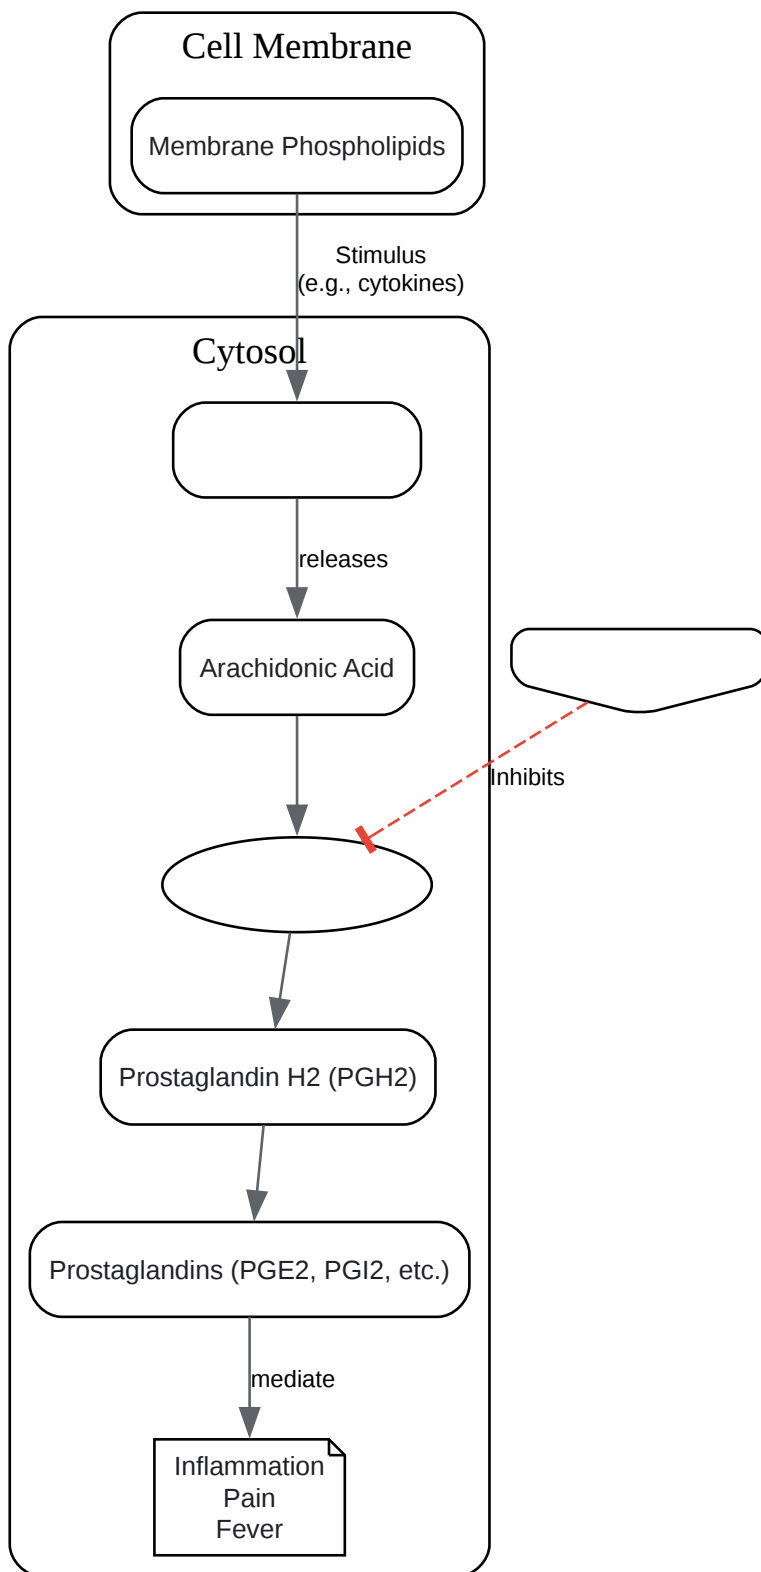 Cell Membrane
Membrane Phospholipids
Stimulus
(e.g., cytokines)
Cytosol
releases
Arachidonic Acid
Inhibits
Prostaglandin H2 (PGH2)
Prostaglandins (PGE2, PGI2, etc.)
mediate
Inflammation
Pain
Fever